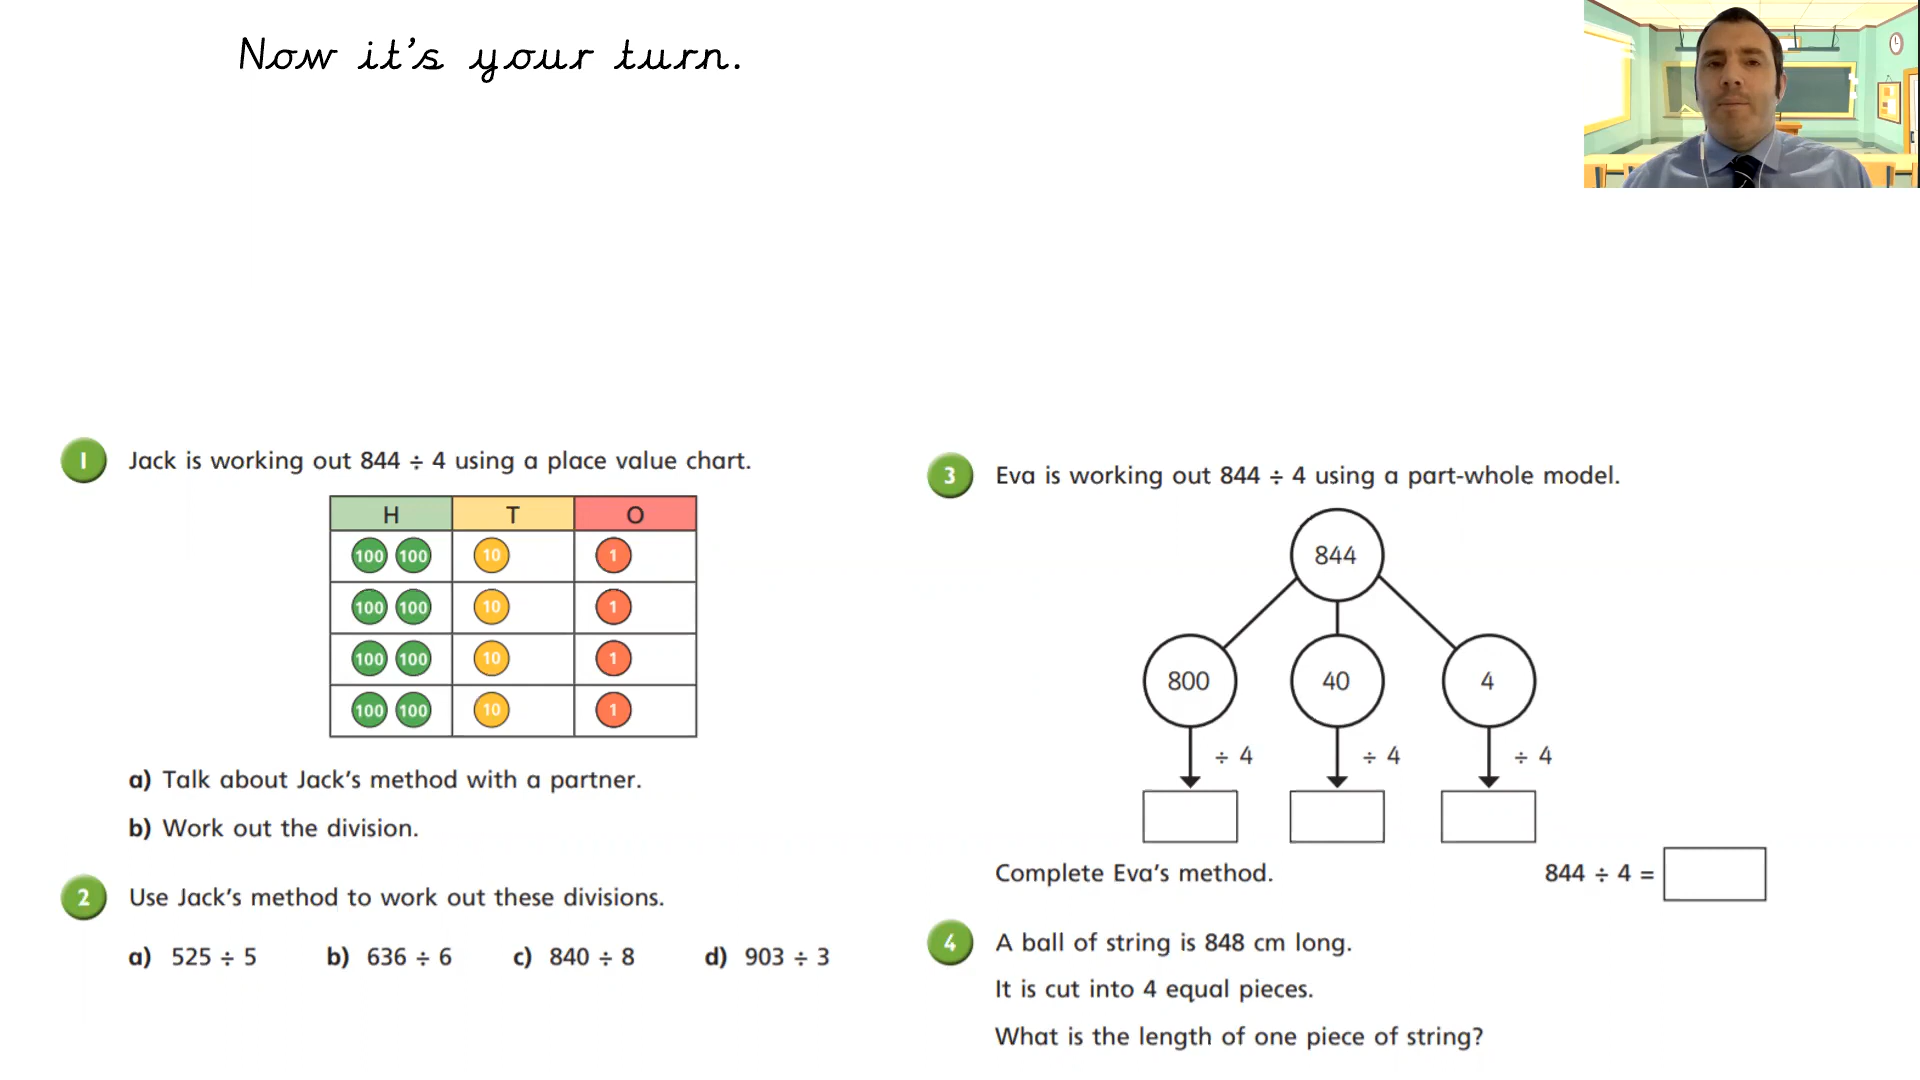 Now it's your turn.
1 Jack is working out 844 ÷ 4 using a place value chart.
H T O
100 100 10 1
100 100 10 1
100 100 10 1
100 100 10 1
a) Talk about Jack's method with a partner.
b) Work out the division.
2 Use Jack's method to work out these divisions.
a) 525 ÷ 5 b) 636 ÷ 6 c) 840 ÷ 8 d) 903 ÷ 3
3 Eva is working out 844 ÷ 4 using a part-whole model.
844
800 40 4
÷ 4 ÷ 4 ÷ 4
Complete Eva's method. 844 ÷ 4 =
4 A ball of string is 848 cm long.
It is cut into 4 equal pieces.
What is the length of one piece of string?